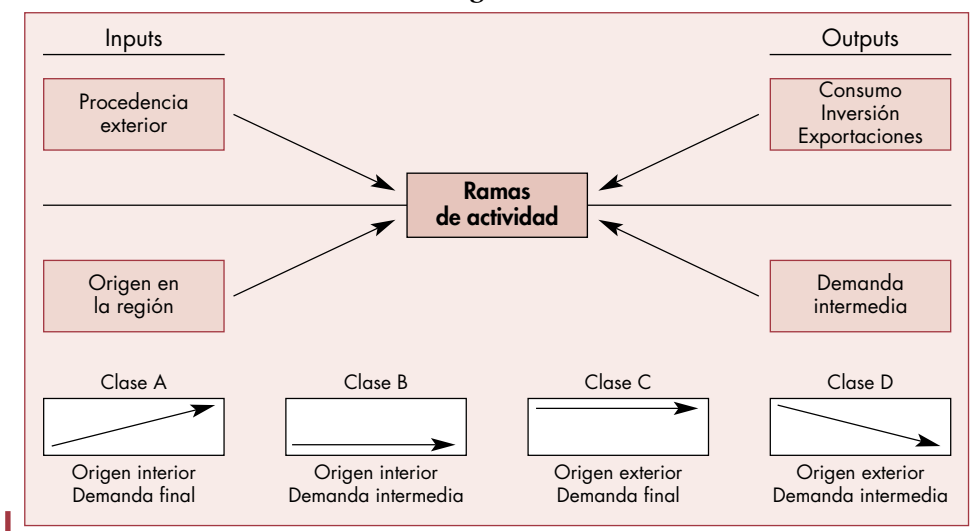 Inputs
Outputs
Procedencia
exterior
Consumo
Inversión
Exportaciones
Ramas
de actividad
Origen en
la región
Demanda
intermedia
Clase A
Clase B
Clase C
Clase D
Origen interior
Demanda final
Origen interior
Demanda intermedia
Origen exterior
Demanda final
Origen exterior
Demanda intermedia